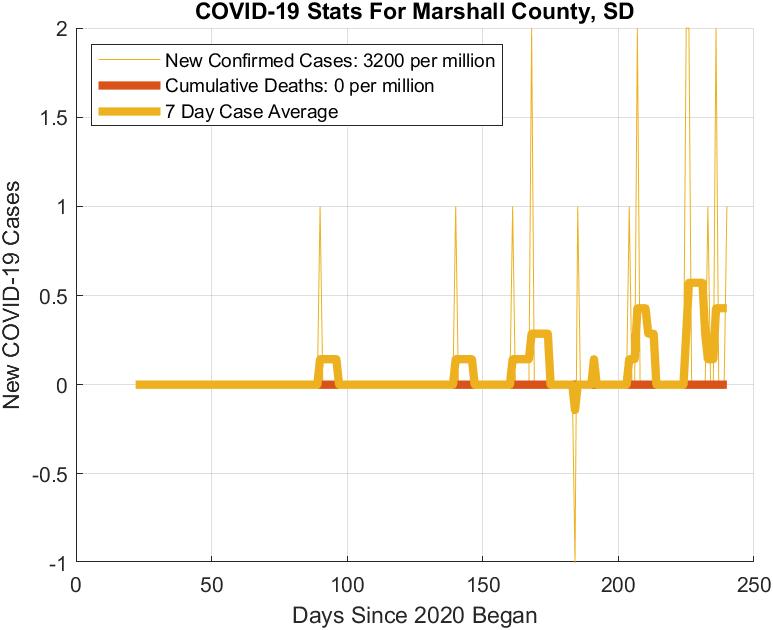 COVID-19 Stats For Marshall County, SD
New Confirmed Cases: 3200 per million
Cumulative Deaths: 0 per million
7 Day Case Average
New COVID-19 Cases
2
1.5
1
0.5
0
-0.5
-1
0 50 100 150 200 250
Days Since 2020 Began